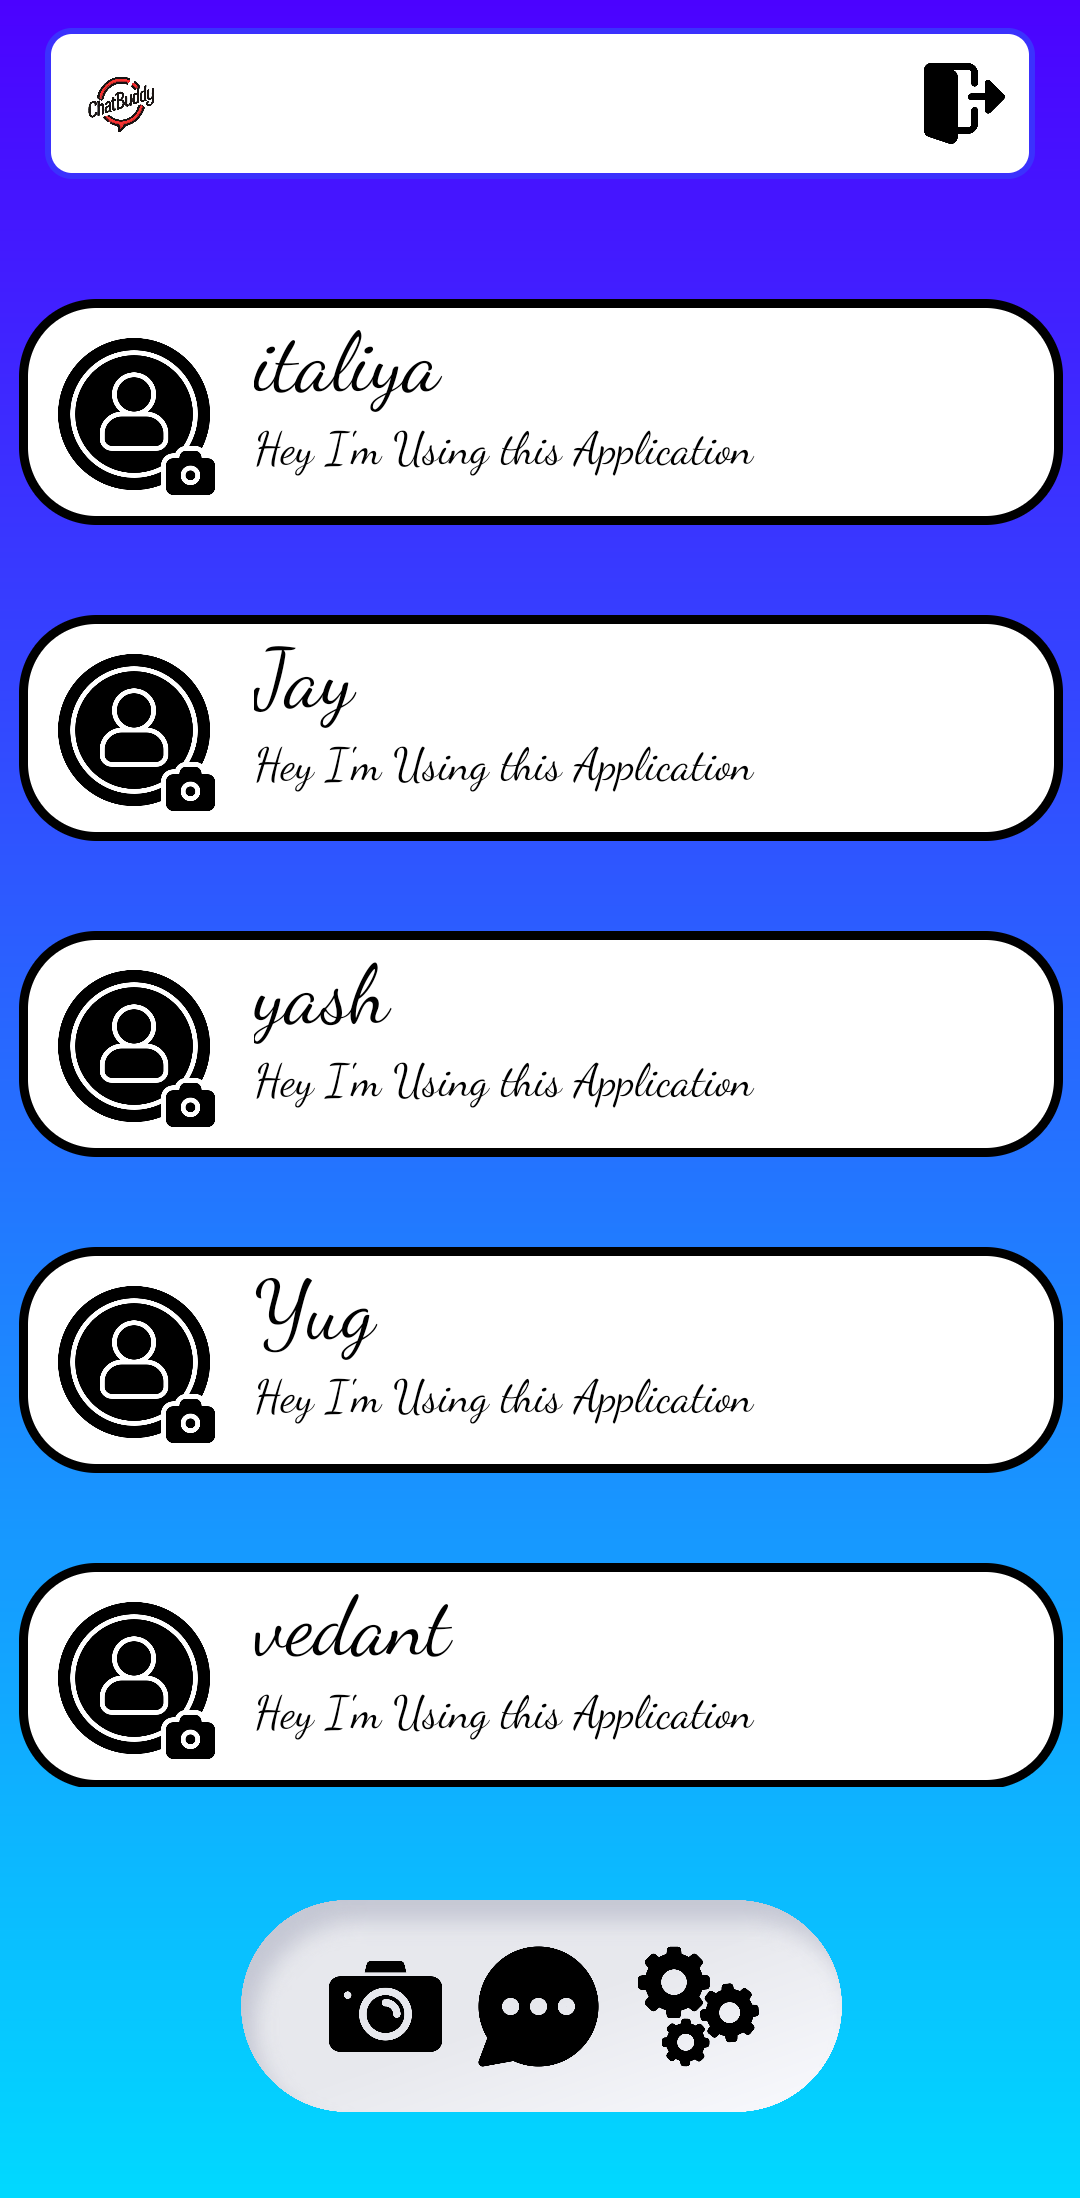 ChatBuddy
italiya
Hey I'm Using this Application
Jay
Hey I'm Using this Application
yash
Hey I'm Using this Application
Yug
Hey I'm Using this Application
vedant
Hey I'm Using this Application